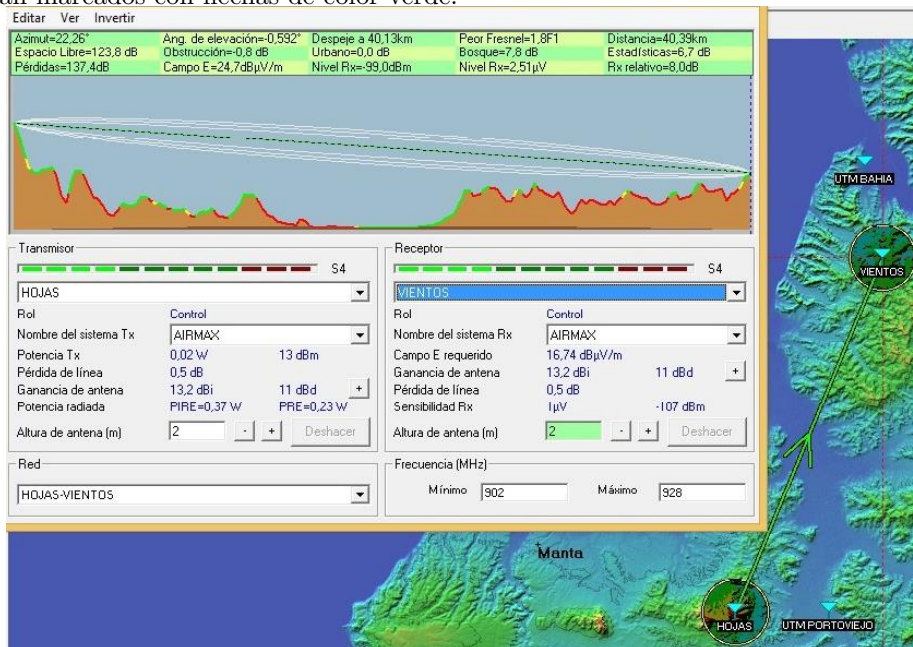 an marcados con flechas de color verde.
Editar Ver Invertir
Azimut=22,26° Ang. de elevación=-0,592° Despeje a 40,13km Peor Fresnel=1,8F1 Distancia=40,39km
Espacio Libre=123,8 dB Obstrucción=-0,8 dB Urbano=0,0 dB Bosque=7,8 dB Estadísticas=6,7 dB
Pérdidas=137,4dB Campo E=24,7dBµV/m Nivel Rx=-99,0dBm Nivel Rx=2,51µV Rx relativo=8,0dB
Transmisor
S4
HOJAS
Rol Control
Nombre del sistema Tx AIRMAX
Potencia Tx 0,02 W 13 dBm
Pérdida de línea 0,5 dB
Ganancia de antena 13,2 dBi 11 dBd +
Potencia radiada PIRE=0,37 W PRE=0,23 W
Altura de antena (m) 2 - + Deshacer
Red
HOJAS-VIENTOS
Receptor
S4
VIENTOS
Rol Control
Nombre del sistema Rx AIRMAX
Campo E requerido 16,74 dBµV/m
Ganancia de antena 13,2 dBi 11 dBd +
Pérdida de línea 0,5 dB
Sensibilidad Rx 1µV -107 dBm
Altura de antena (m) 2 - + Deshacer
Frecuencia (MHz)
Mínimo 902 Máximo 928
UTM BAHIA
VIENTOS
Manta
HOJAS
UTM PORTOVIEJO